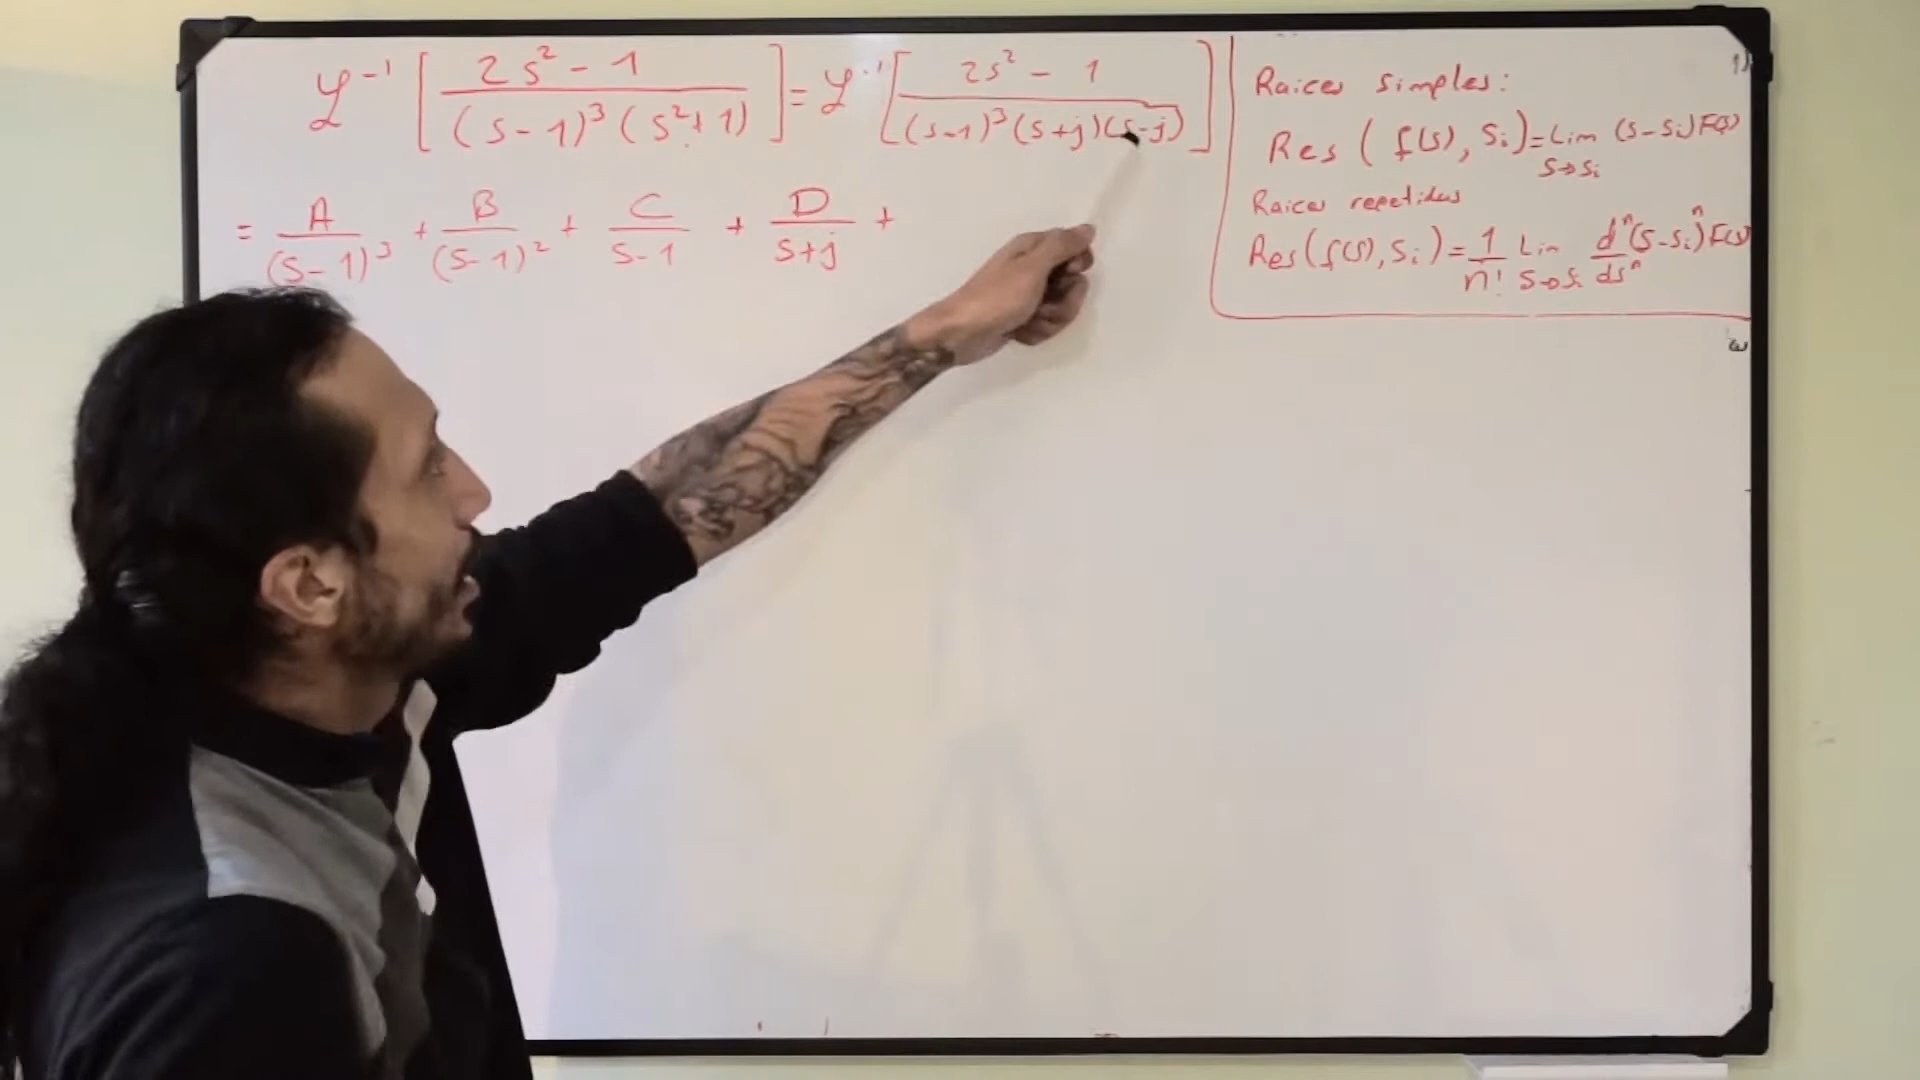 ℒ⁻¹ [ (2s² - 1) / ((s-1)³ (s²+1)) ] = ℒ⁻¹ [ (2s² - 1) / ((s-1)³ (s+j)(s-j)) ]
= A/(s-1)³ + B/(s-1)² + C/(s-1) + D/(s+j) +
Raices simples:
Res ( f(s), Si ) = Lim S→Si (s-Si) F(s)
Raices repetidas
Res ( f(s), Si ) = 1/n! Lim S→Si dⁿ/dsⁿ (s-Si)ⁿ F(s)